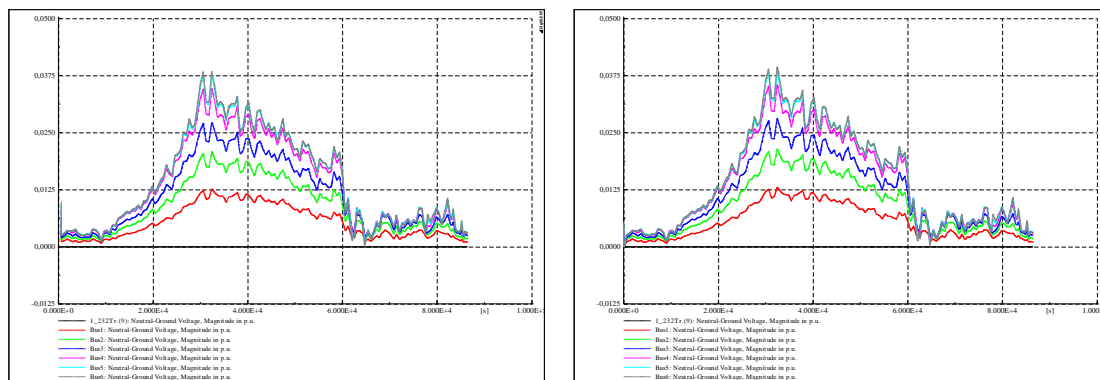 0,0500
0,0375
0,0250
0,0125
0,0000
-0,0125
0.000E+0 2.000E+4 4.000E+4 6.000E+4 8.000E+4 [s] 1.000E+
1_232Tr.(9): Neutral-Ground Voltage, Magnitude in p.u.
Bus1: Neutral-Ground Voltage, Magnitude in p.u.
Bus2: Neutral-Ground Voltage, Magnitude in p.u.
Bus3: Neutral-Ground Voltage, Magnitude in p.u.
Bus4: Neutral-Ground Voltage, Magnitude in p.u.
Bus5: Neutral-Ground Voltage, Magnitude in p.u.
Bus6: Neutral-Ground Voltage, Magnitude in p.u.
0,0500
0,0375
0,0250
0,0125
0,0000
-0,0125
0.000E+0 2.000E+4 4.000E+4 6.000E+4 8.000E+4 [s] 1.000
1_232Tr.(9): Neutral-Ground Voltage, Magnitude in p.u.
Bus1: Neutral-Ground Voltage, Magnitude in p.u.
Bus2: Neutral-Ground Voltage, Magnitude in p.u.
Bus3: Neutral-Ground Voltage, Magnitude in p.u.
Bus4: Neutral-Ground Voltage, Magnitude in p.u.
Bus5: Neutral-Ground Voltage, Magnitude in p.u.
Bus6: Neutral-Ground Voltage, Magnitude in p.u.